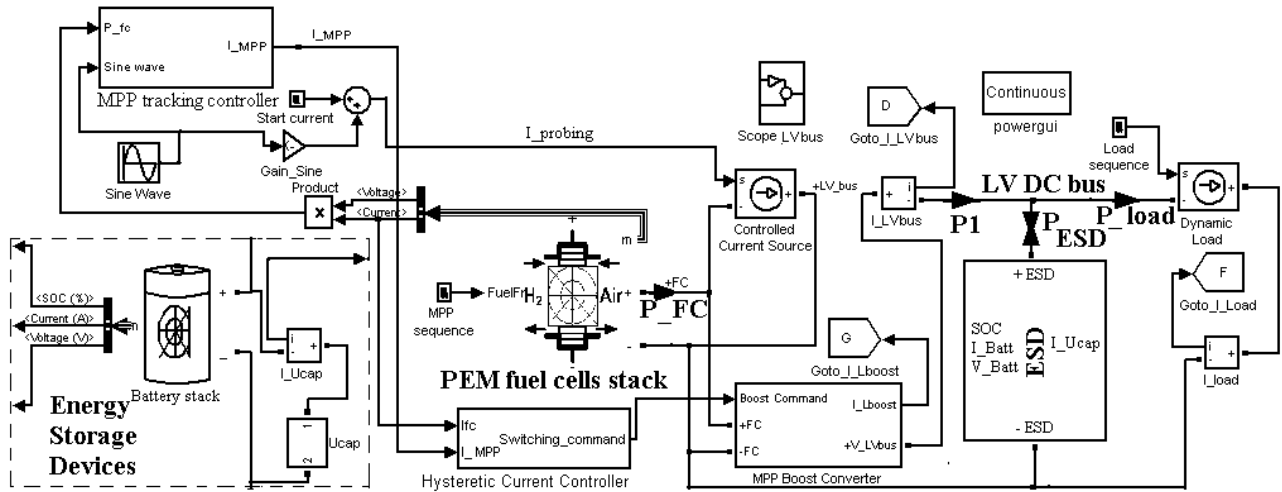 P_fc
I_MPP
Sine wave
I_MPP
MPP tracking controller
Start current
Gain_Sine
Sine Wave
Product
×
<Voltage>
<Current>
m
I_probing
Scope_LVbus
D
Goto_I_LVbus
Continuous
powergui
Load
sequence
s
+
-
Controlled
Current Source
+LV_bus
+
i
-
I_LVbus
LV DC bus
P1
P_ESD
P_load
s
+
-
Dynamic
Load
<SOC (%)>
<Current (A)>
<Voltage (V)>
m
+
_
Battery stack
i
-
+
I_Ucap
1
2
Ucap
Energy
Storage
Devices
MPP
sequence
FuelFr
H2
Air
+
-
+FC
P_FC
PEM fuel cells stack
G
Goto_I_Lboost
Ifc
I_MPP
Switching_command
Hysteretic Current Controller
Boost Command
+FC
-FC
I_Lboost
+V_LVbus
MPP Boost Converter
+ ESD
SOC
I_Batt
V_Batt
ESD
I_Ucap
- ESD
F
Goto_I_Load
i
-
+
I_load